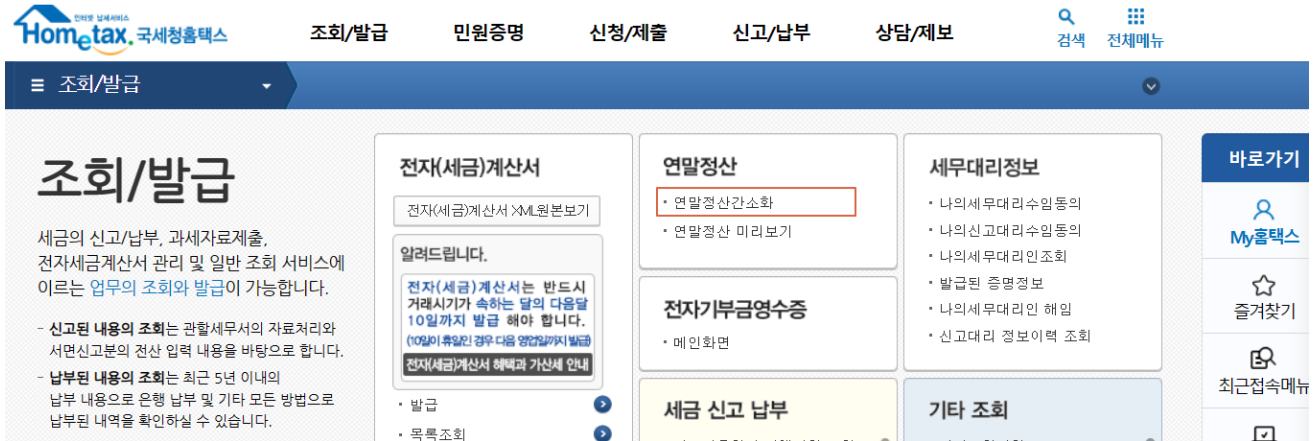 인터넷 납세서비스
Hometax. 국세청홈택스
조회/발급
민원증명
신청/제출
신고/납부
상담/제보
검색
전체메뉴
조회/발급
조회/발급
세금의 신고/납부, 과세자료제출,
전자세금계산서 관리 및 일반 조회 서비스에
이르는 업무의 조회와 발급이 가능합니다.
- 신고된 내용의 조회는 관할세무서의 자료처리와
서면신고분의 전산 입력 내용을 바탕으로 합니다.
- 납부된 내용의 조회는 최근 5년 이내의
납부 내용으로 은행 납부 및 기타 모든 방법으로
납부된 내역을 확인하실 수 있습니다.
전자(세금)계산서
전자(세금)계산서 XML원본보기
알려드립니다.
전자(세금)계산서는 반드시
거래시기가 속하는 달의 다음달
10일까지 발급 해야 합니다.
(10일이 휴일인 경우 다음 영업일까지 발급)
전자(세금)계산서 혜택과 가산세 안내
· 발급
· 목록조회
연말정산
· 연말정산간소화
· 연말정산 미리보기
전자기부금영수증
· 메인화면
세금 신고 납부
세무대리정보
· 나의세무대리수임동의
· 나의신고대리수임동의
· 나의세무대리인조회
· 발급된 증명정보
· 나의세무대리인 해임
· 신고대리 정보이력 조회
기타 조회
바로가기
My홈택스
즐겨찾기
최근접속메뉴